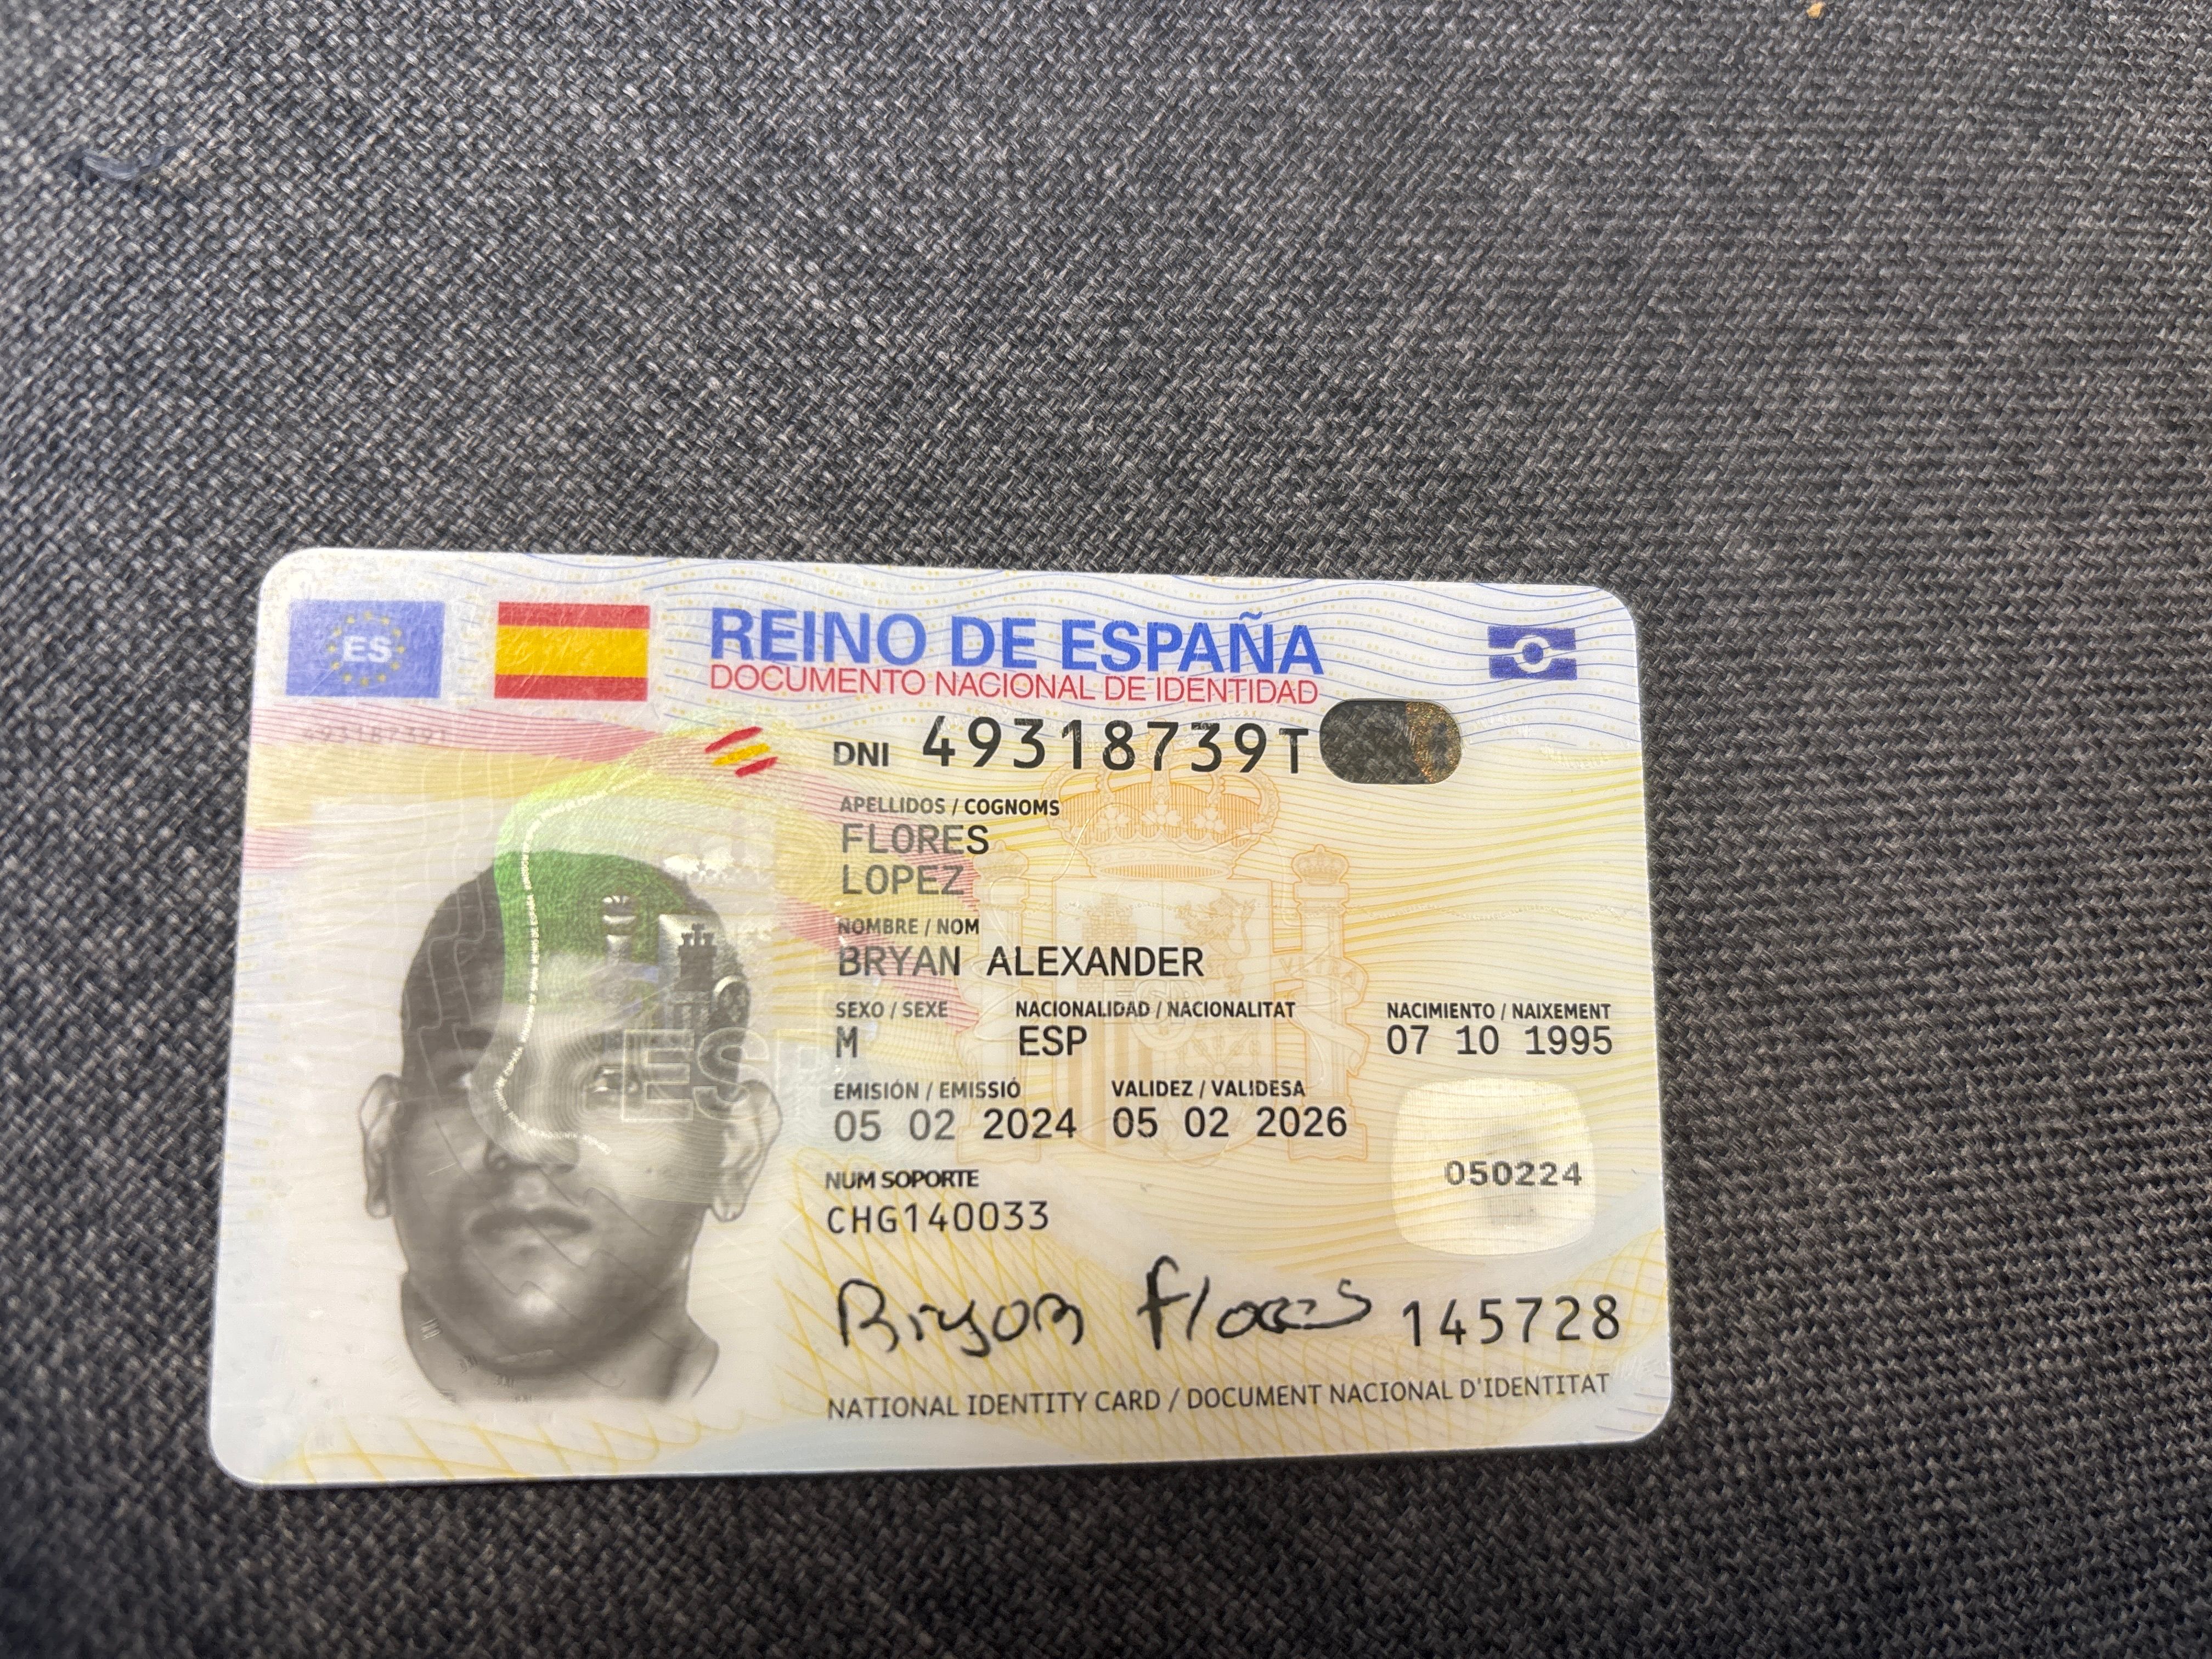 ES
REINO DE ESPAÑA
DOCUMENTO NACIONAL DE IDENTIDAD
DNI 49318739T
APELLIDOS / COGNOMS
FLORES
LOPEZ
NOMBRE / NOM
BRYAN ALEXANDER
SEXO / SEXE NACIONALIDAD / NACIONALITAT NACIMIENTO / NAIXEMENT
M ESP 07 10 1995
EMISIÓN / EMISSIÓ VALIDEZ / VALIDESA
05 02 2024 05 02 2026
NUM SOPORTE
CHG140033
050224
ESP
Bryan Flores 145728
NATIONAL IDENTITY CARD / DOCUMENT NACIONAL D'IDENTITAT